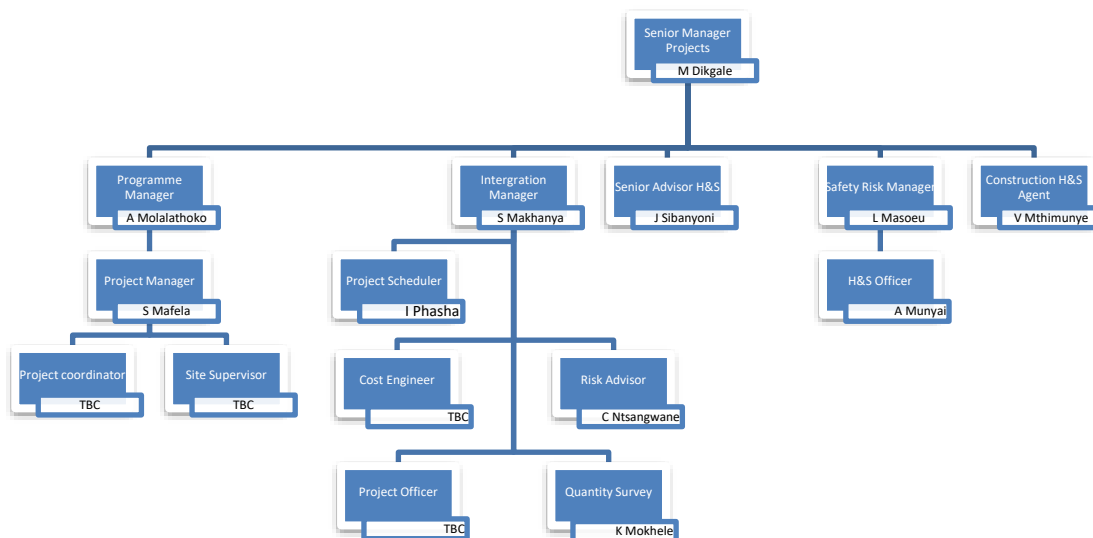 Senior Manager
Projects
M Dikgale
Programme
Manager
A Molalathoko
Intergration
Manager
S Makhanya
Senior Advisor H&S
J Sibanyoni
Safety Risk Manager
L Masoeu
Construction H&S
Agent
V Mthimunye
Project Manager
S Mafela
Project Scheduler
I Phasha
H&S Officer
A Munyai
Project coordinator
TBC
Site Supervisor
TBC
Cost Engineer
TBC
Risk Advisor
C Ntsangwane
Project Officer
TBC
Quantity Survey
K Mokhele